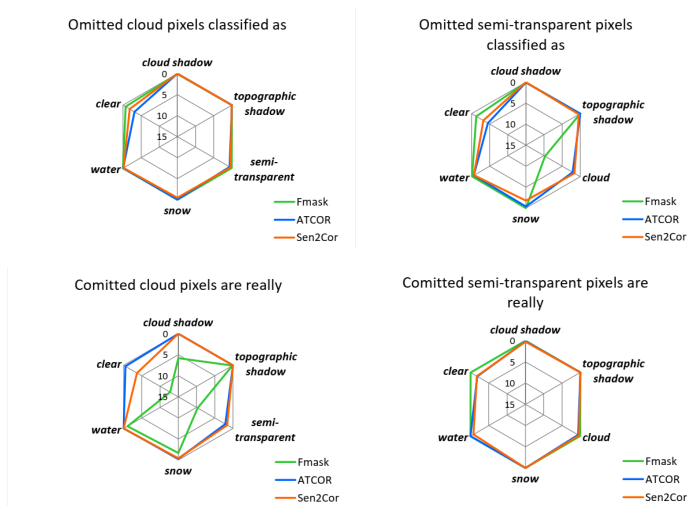 Omitted cloud pixels classified as
cloud shadow
0
5
10
15
clear
topographic
shadow
water
semi-
transparent
snow
Fmask
ATCOR
Sen2Cor
Omitted semi-transparent pixels
classified as
cloud shadow
0
5
10
15
clear
topographic
shadow
water
cloud
snow
Fmask
ATCOR
Sen2Cor
Comitted cloud pixels are really
cloud shadow
0
5
10
15
clear
topographic
shadow
water
semi-
transparent
snow
Fmask
ATCOR
Sen2Cor
Comitted semi-transparent pixels are
really
cloud shadow
0
5
10
15
clear
topographic
shadow
water
cloud
snow
Fmask
ATCOR
Sen2Cor